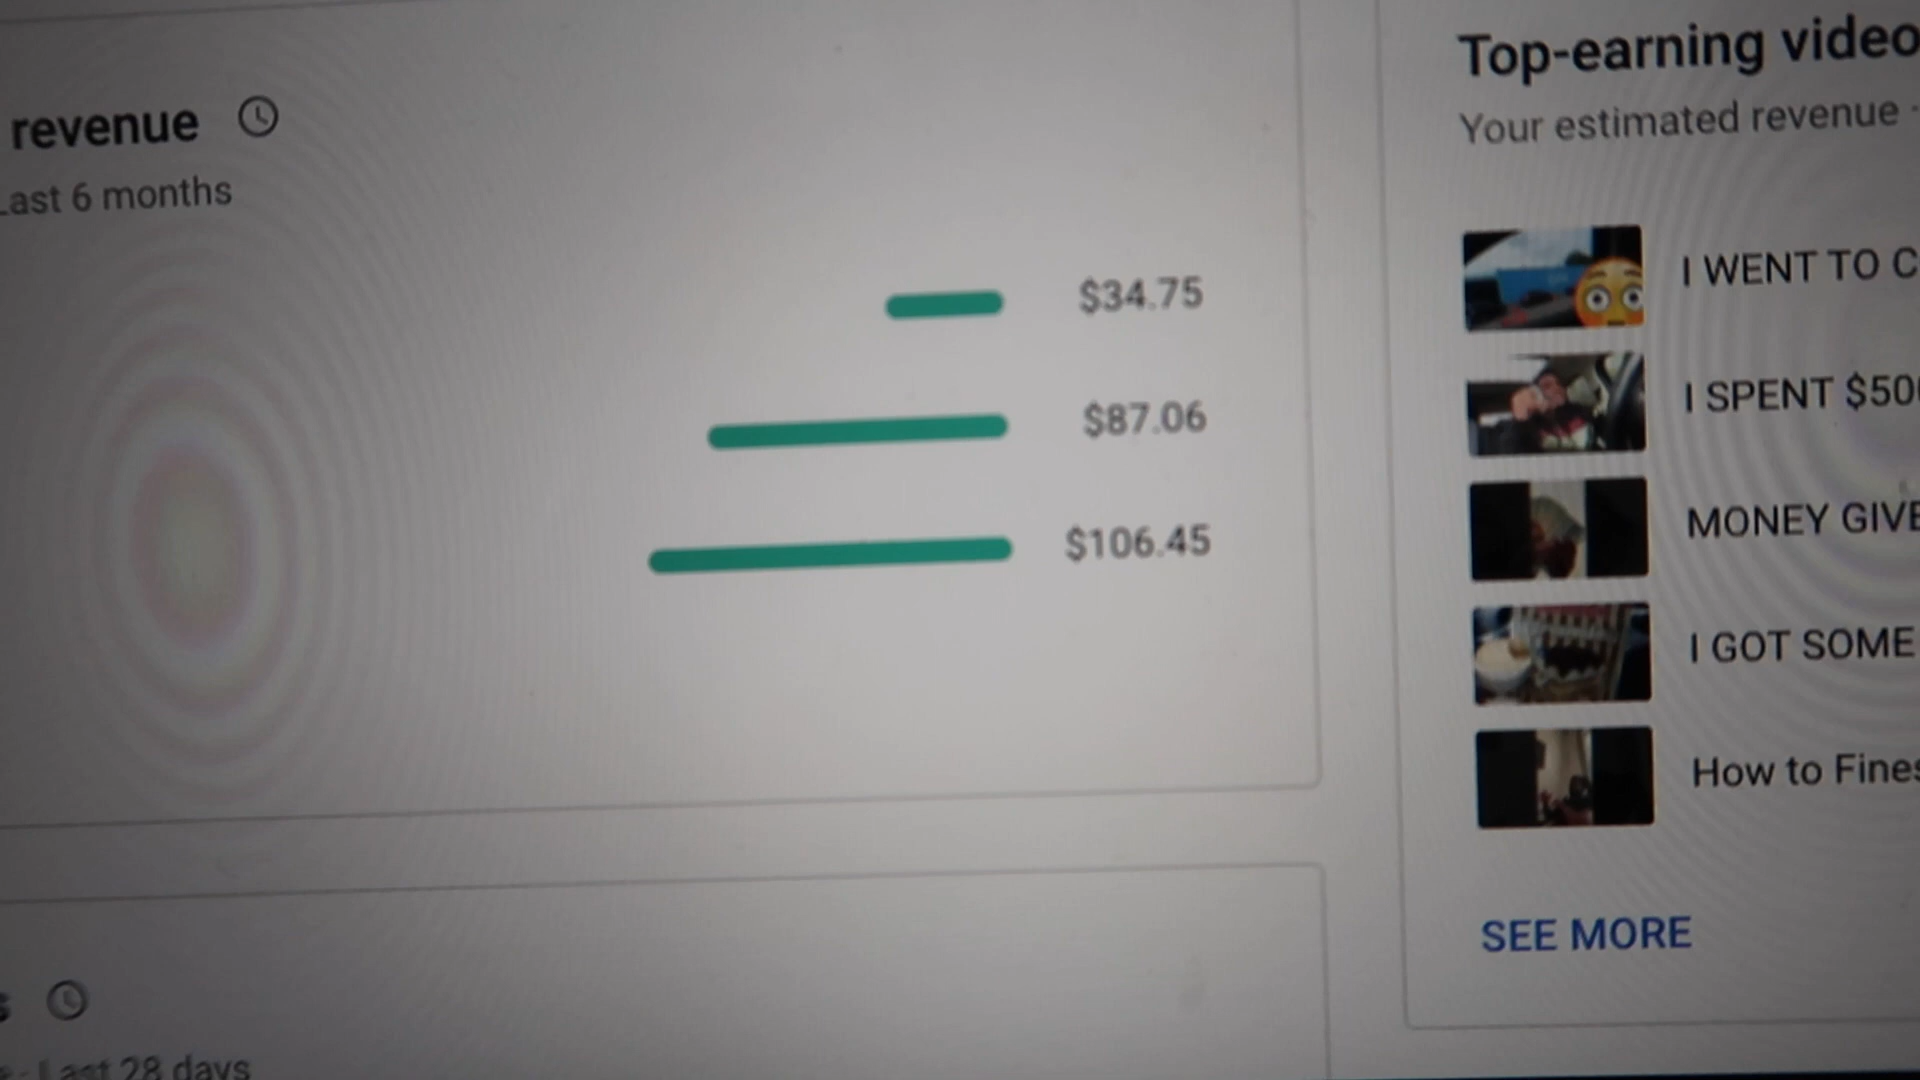 revenue
Last 6 months
$34.75
$87.06
$106.45
Top-earning video
Your estimated revenue -
I WENT TO C
I SPENT $50
MONEY GIVE
I GOT SOME
How to Fines
SEE MORE
s
- Last 28 days